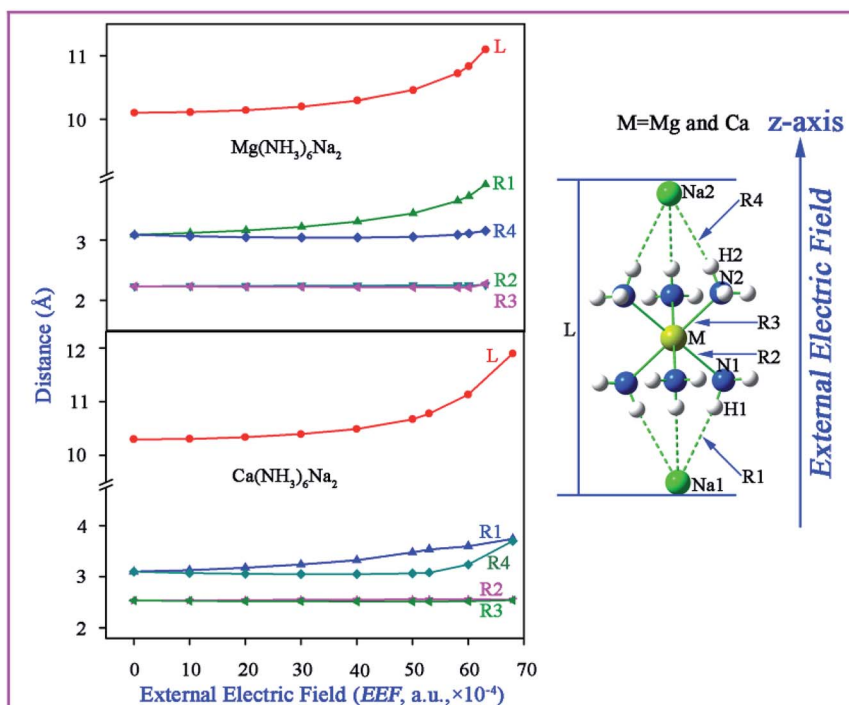 11
L
10
Mg(NH₃)₆Na₂
R1
3
R4
R2
2
R3
Distance (Å)
12
L
11
10
Ca(NH₃)₆Na₂
4
R1
R4
3
R2
R3
2
0 10 20 30 40 50 60 70
External Electric Field (EEF, a.u.,×10⁻⁴)
M=Mg and Ca
z-axis
Na2
R4
H2
N2
L
R3
M
R2
N1
H1
R1
Na1
External Electric Field